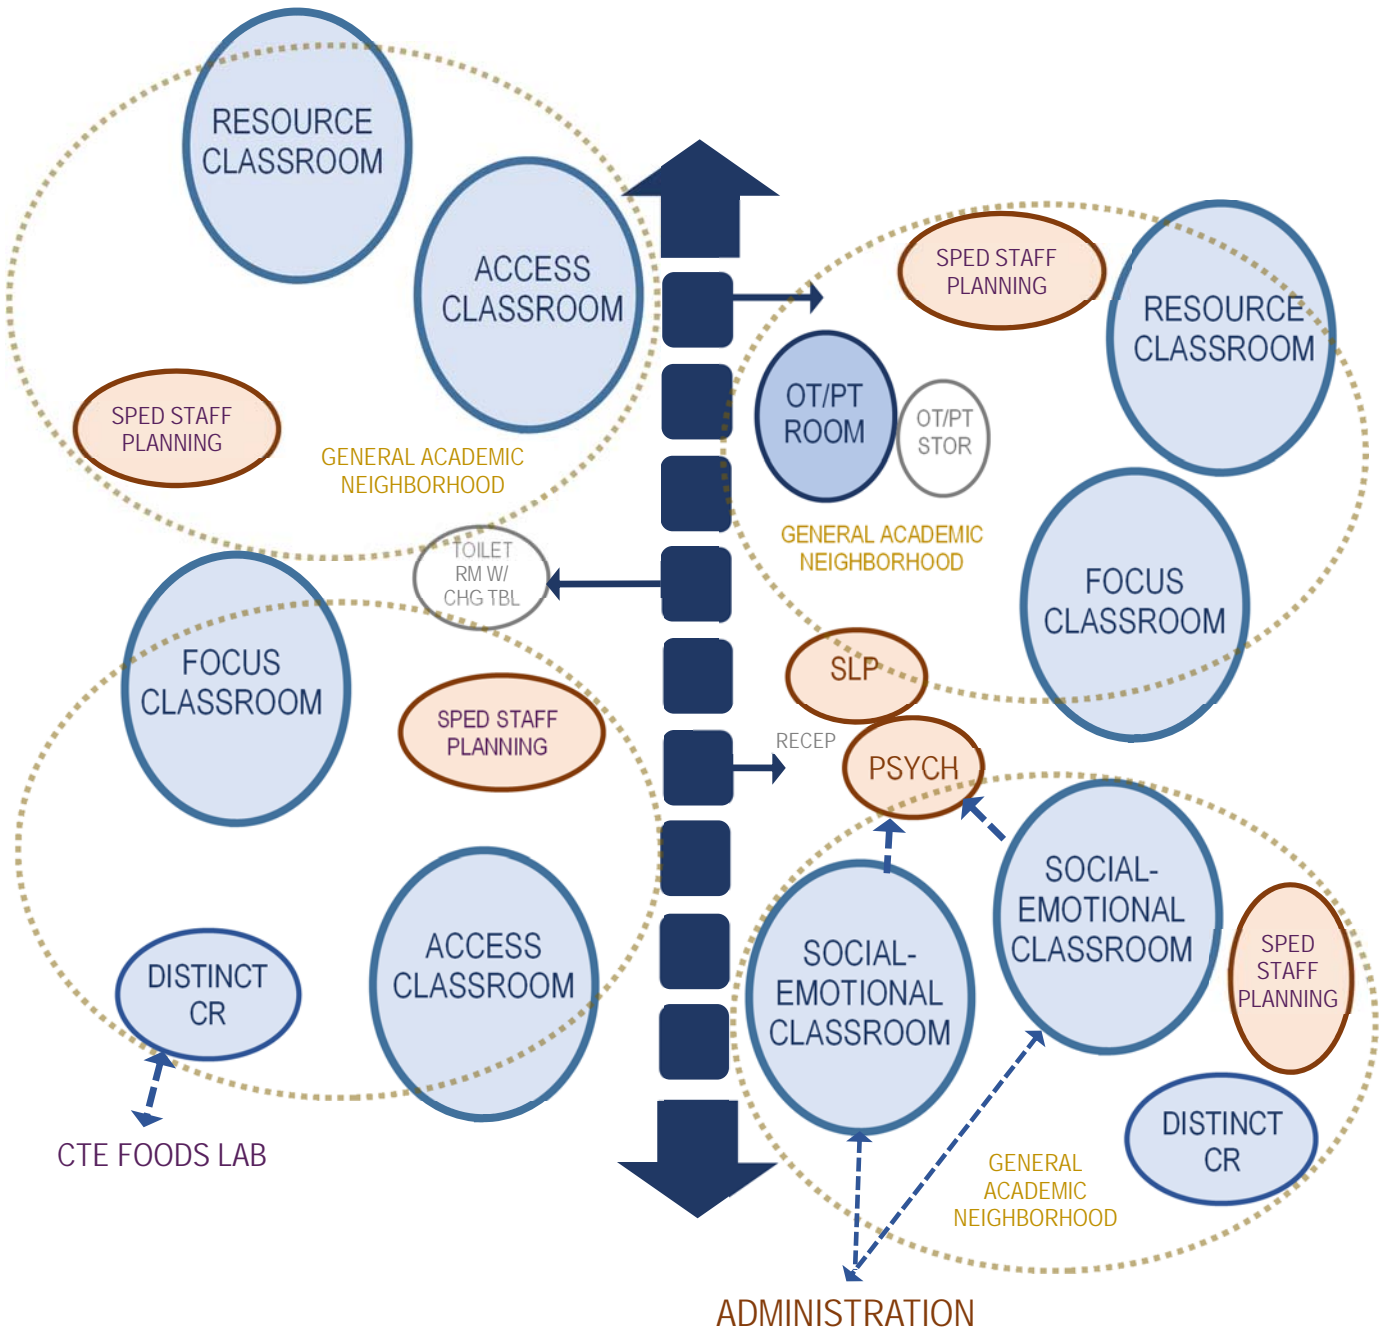 RESOURCE
CLASSROOM
ACCESS
CLASSROOM
SPED STAFF
PLANNING
GENERAL ACADEMIC
NEIGHBORHOOD
SPED STAFF
PLANNING
RESOURCE
CLASSROOM
OT/PT
ROOM
OT/PT
STOR
GENERAL ACADEMIC
NEIGHBORHOOD
FOCUS
CLASSROOM
TOILET
RM W/
CHG TBL
FOCUS
CLASSROOM
SPED STAFF
PLANNING
SLP
RECEP
PSYCH
ACCESS
CLASSROOM
DISTINCT
CR
CTE FOODS LAB
SOCIAL-
EMOTIONAL
CLASSROOM
SOCIAL-
EMOTIONAL
CLASSROOM
SPED
STAFF
PLANNING
DISTINCT
CR
GENERAL
ACADEMIC
NEIGHBORHOOD
ADMINISTRATION